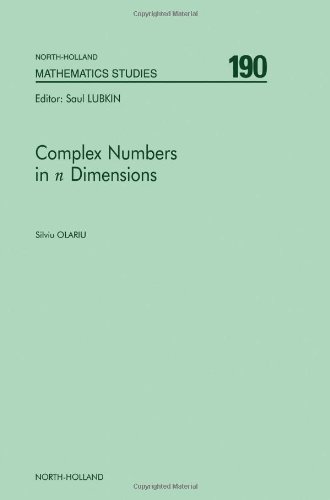 NORTH-HOLLAND
MATHEMATICS STUDIES 190
Editor: Saul LUBKIN
Complex Numbers
in n Dimensions
Silviu OLARIU
NORTH-HOLLAND